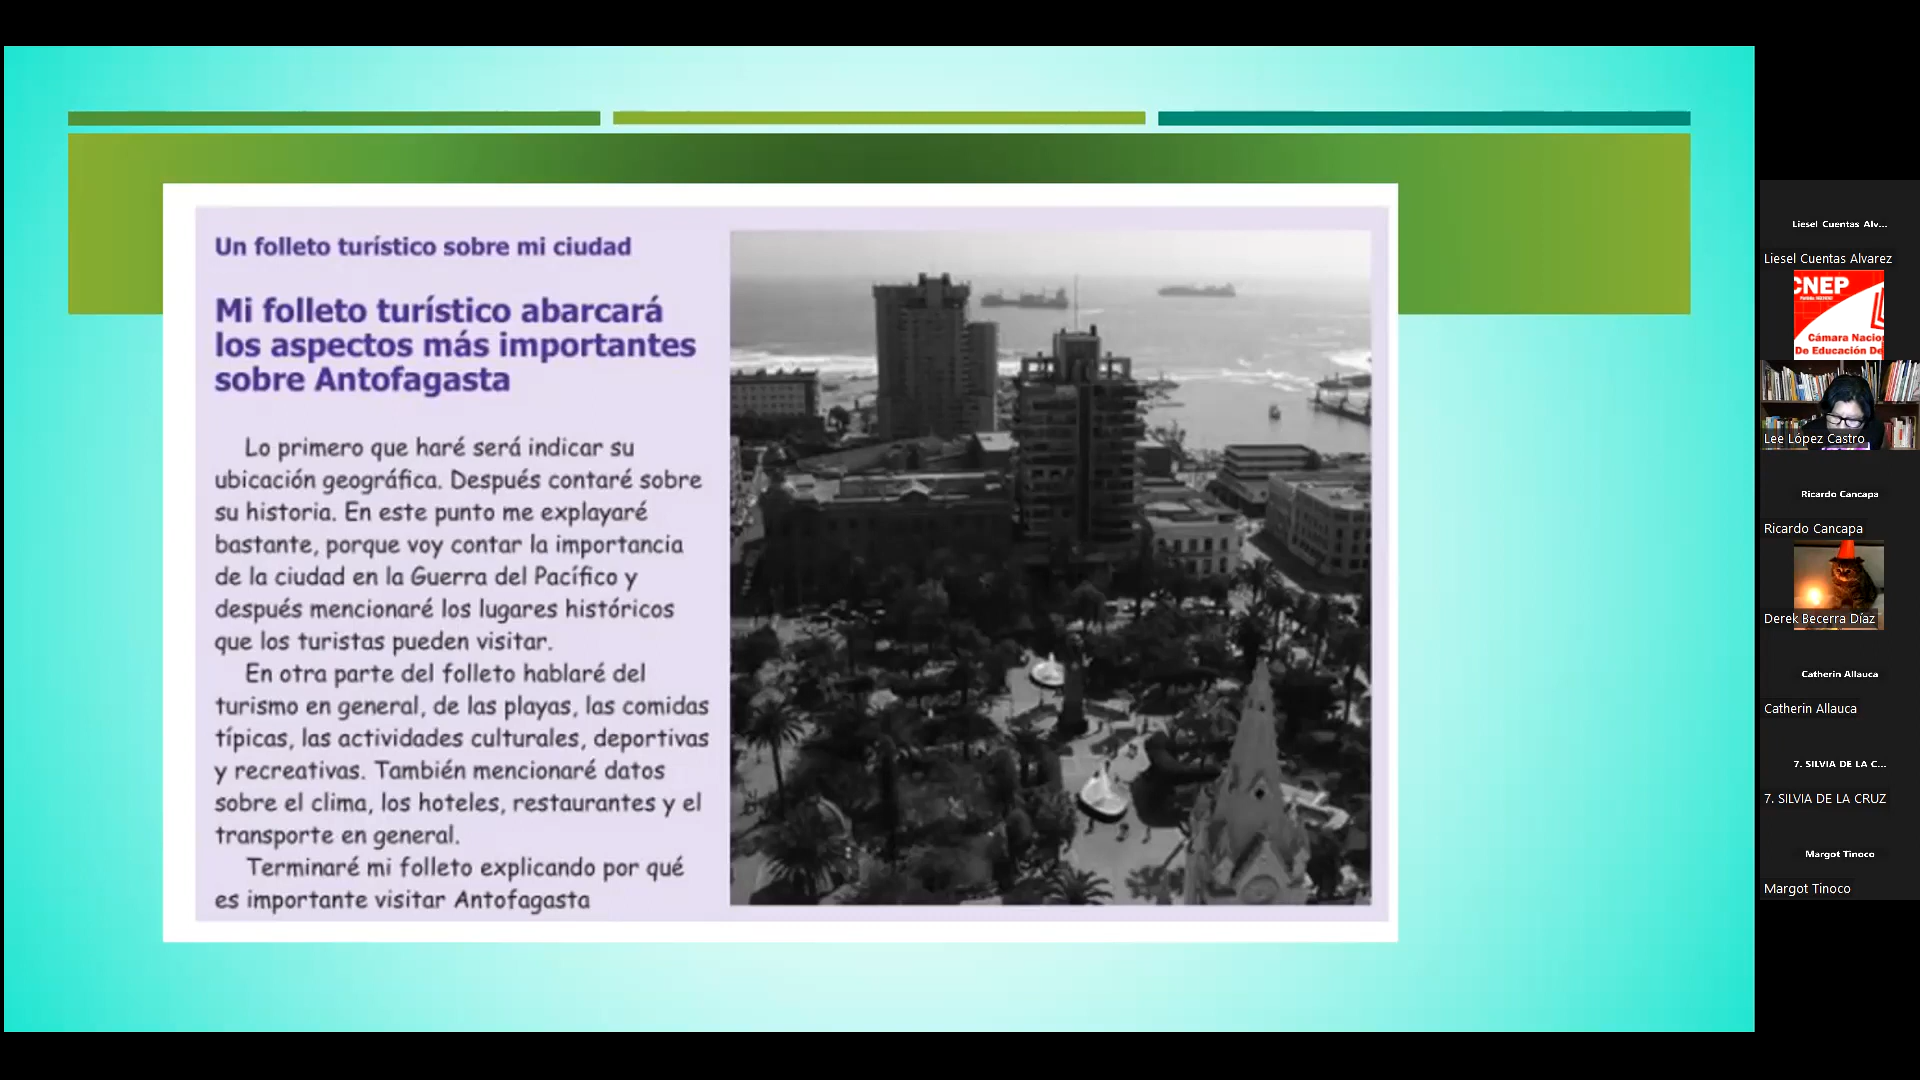 Un folleto turístico sobre mi ciudad
Mi folleto turístico abarcará
los aspectos más importantes
sobre Antofagasta
Lo primero que haré será indicar su
ubicación geográfica. Después contaré sobre
su historia. En este punto me explayaré
bastante, porque voy contar la importancia
de la ciudad en la Guerra del Pacífico y
después mencionaré los lugares históricos
que los turistas pueden visitar.
En otra parte del folleto hablaré del
turismo en general, de las playas, las comidas
típicas, las actividades culturales, deportivas
y recreativas. También mencionaré datos
sobre el clima, los hoteles, restaurantes y el
transporte en general.
Terminaré mi folleto explicando por qué
es importante visitar Antofagasta
Liesel Cuentas Alv...
Liesel Cuentas Alvarez
CNEP
Cámara Nacio
De Educación De
Lee López Castro
Ricardo Cancapa
Ricardo Cancapa
Derek Becerra Díaz
Catherin Allauca
Catherin Allauca
7. SILVIA DE LA C...
7. SILVIA DE LA CRUZ
Margot Tinoco
Margot Tinoco